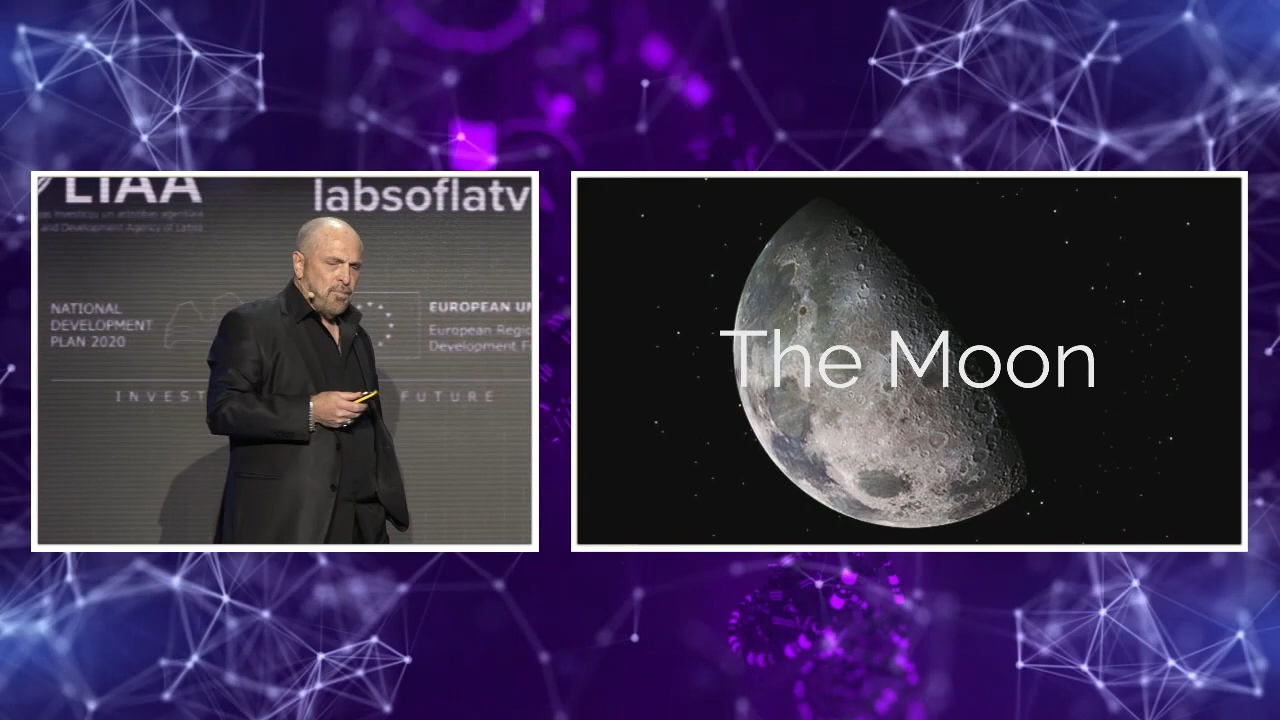 LIAA
labsoflatv
and Development Agency of Latvia
NATIONAL
DEVELOPMENT
PLAN 2020
EUROPEAN UN
European Regio
Development F
INVEST
FUTURE
The Moon